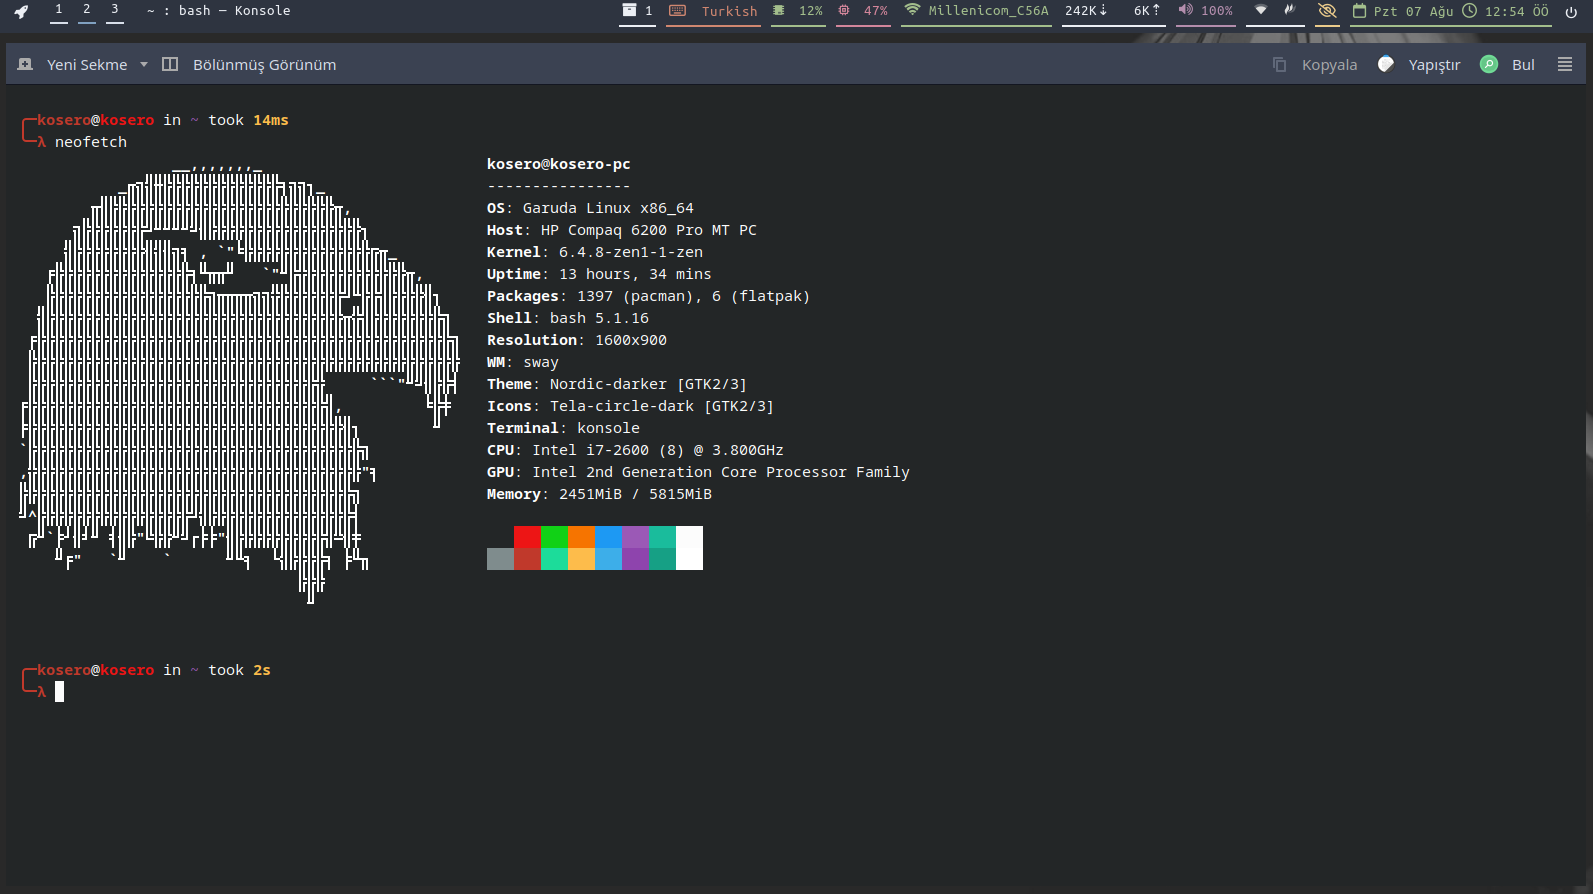 1 2 3 ~ : bash — Konsole 1 Turkish 12% 47% Millenicom_C56A 242K↓ 6K↑ 100% Pzt 07 Ağu 12:54 ÖÖ
Yeni Sekme Bölünmüş Görünüm Kopyala Yapıştır Bul
kosero@kosero in ~ took 14ms
λ neofetch
kosero@kosero-pc
----------------
OS: Garuda Linux x86_64
Host: HP Compaq 6200 Pro MT PC
Kernel: 6.4.8-zen1-1-zen
Uptime: 13 hours, 34 mins
Packages: 1397 (pacman), 6 (flatpak)
Shell: bash 5.1.16
Resolution: 1600x900
WM: sway
Theme: Nordic-darker [GTK2/3]
Icons: Tela-circle-dark [GTK2/3]
Terminal: konsole
CPU: Intel i7-2600 (8) @ 3.800GHz
GPU: Intel 2nd Generation Core Processor Family
Memory: 2451MiB / 5815MiB
kosero@kosero in ~ took 2s
λ